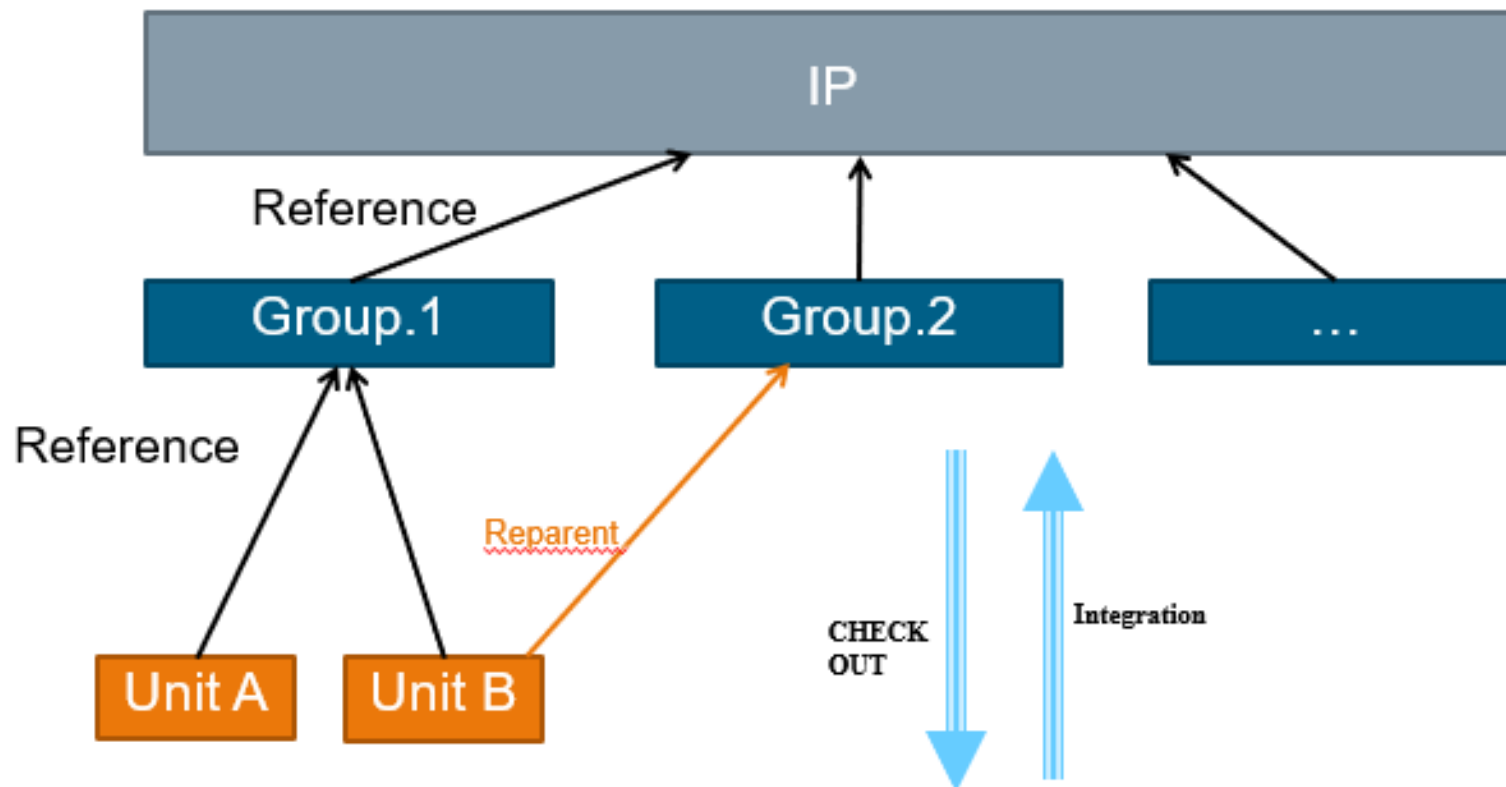 IP
Reference
Group.1
Group.2
...
Reference
Reparent
CHECK
OUT
Integration
Unit A
Unit B